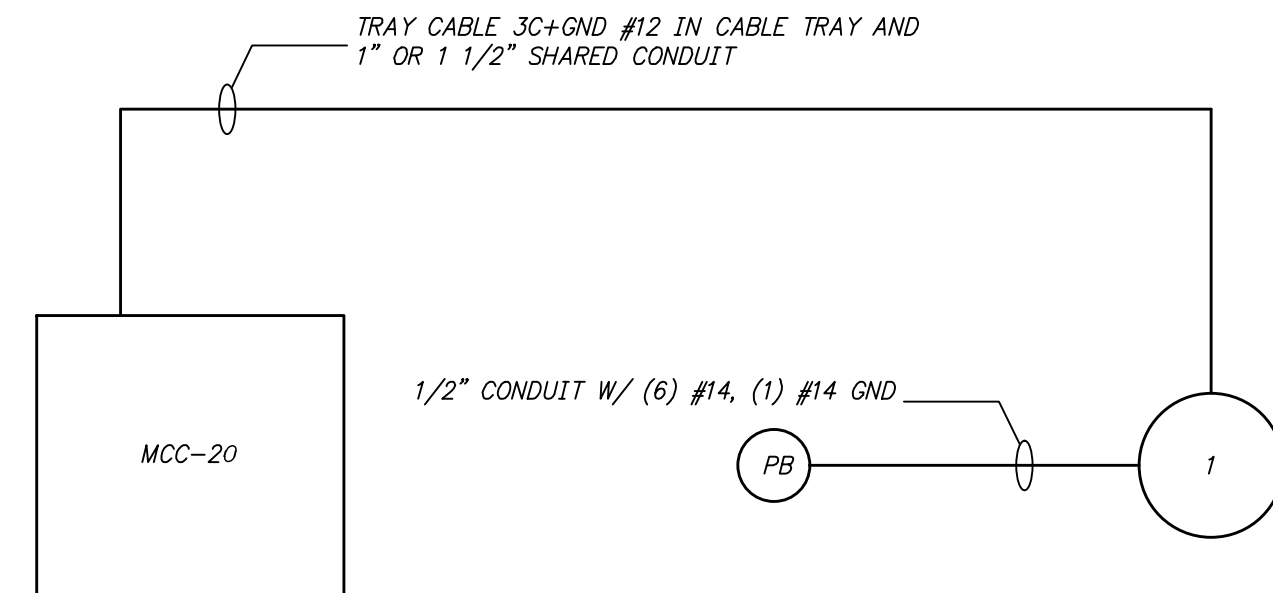 TRAY CABLE 3C+GND #12 IN CABLE TRAY AND
1" OR 1 1/2" SHARED CONDUIT
1/2" CONDUIT W/ (6) #14, (1) #14 GND
MCC-20
PB
1